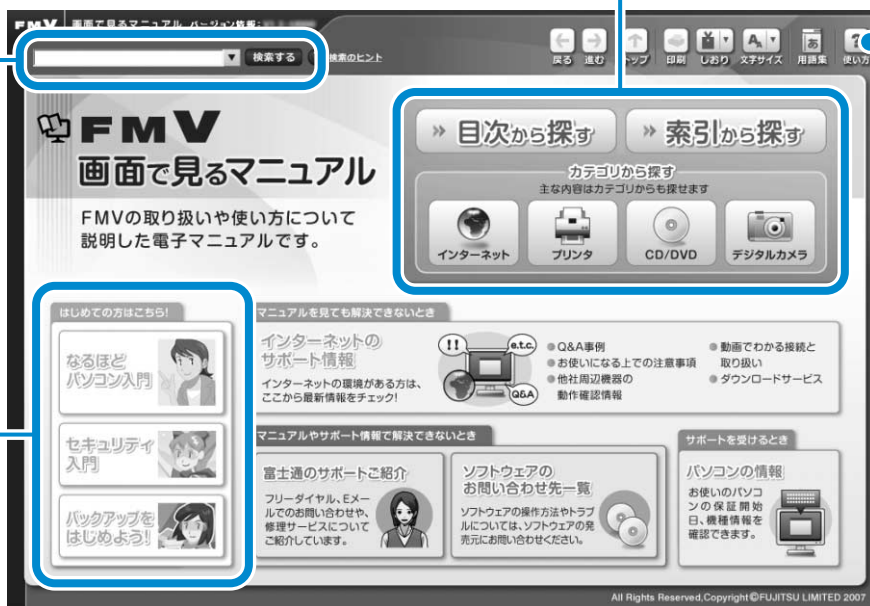 FMV 画面で見るマニュアル バージョン情報:
検索する
検索のヒント
戻る 進む トップ 印刷 しおり 文字サイズ 用語集 使い方
FMV
画面で見るマニュアル
FMVの取り扱いや使い方について
説明した電子マニュアルです。
» 目次から探す
» 索引から探す
カテゴリから探す
主な内容はカテゴリからも探せます
インターネット
プリンタ
CD/DVD
デジタルカメラ
はじめての方はこちら!
なるほど
パソコン入門
セキュリティ
入門
バックアップを
はじめよう!
マニュアルを見ても解決できないとき
インターネットの
サポート情報
インターネットの環境がある方は、
ここから最新情報をチェック!
!!
e.t.c.
Q&A
●Q&A事例
●お使いになる上での注意事項
●他社周辺機器の
動作確認情報
●動画でわかる接続と
取り扱い
●ダウンロードサービス
マニュアルやサポート情報で解決できないとき
富士通のサポートご紹介
フリーダイヤル、Eメー
ルでのお問い合わせや、
修理サービスについて
ご紹介しています。
ソフトウェアの
お問い合わせ先一覧
ソフトウェアの操作方法やトラブ
ルについては、ソフトウェアの発
売元にお問い合わせください。
サポートを受けるとき
パソコンの情報
お使いのパソコ
ンの保証開始
日、機種情報を
確認できます。
All Rights Reserved,Copyright©FUJITSU LIMITED 2007